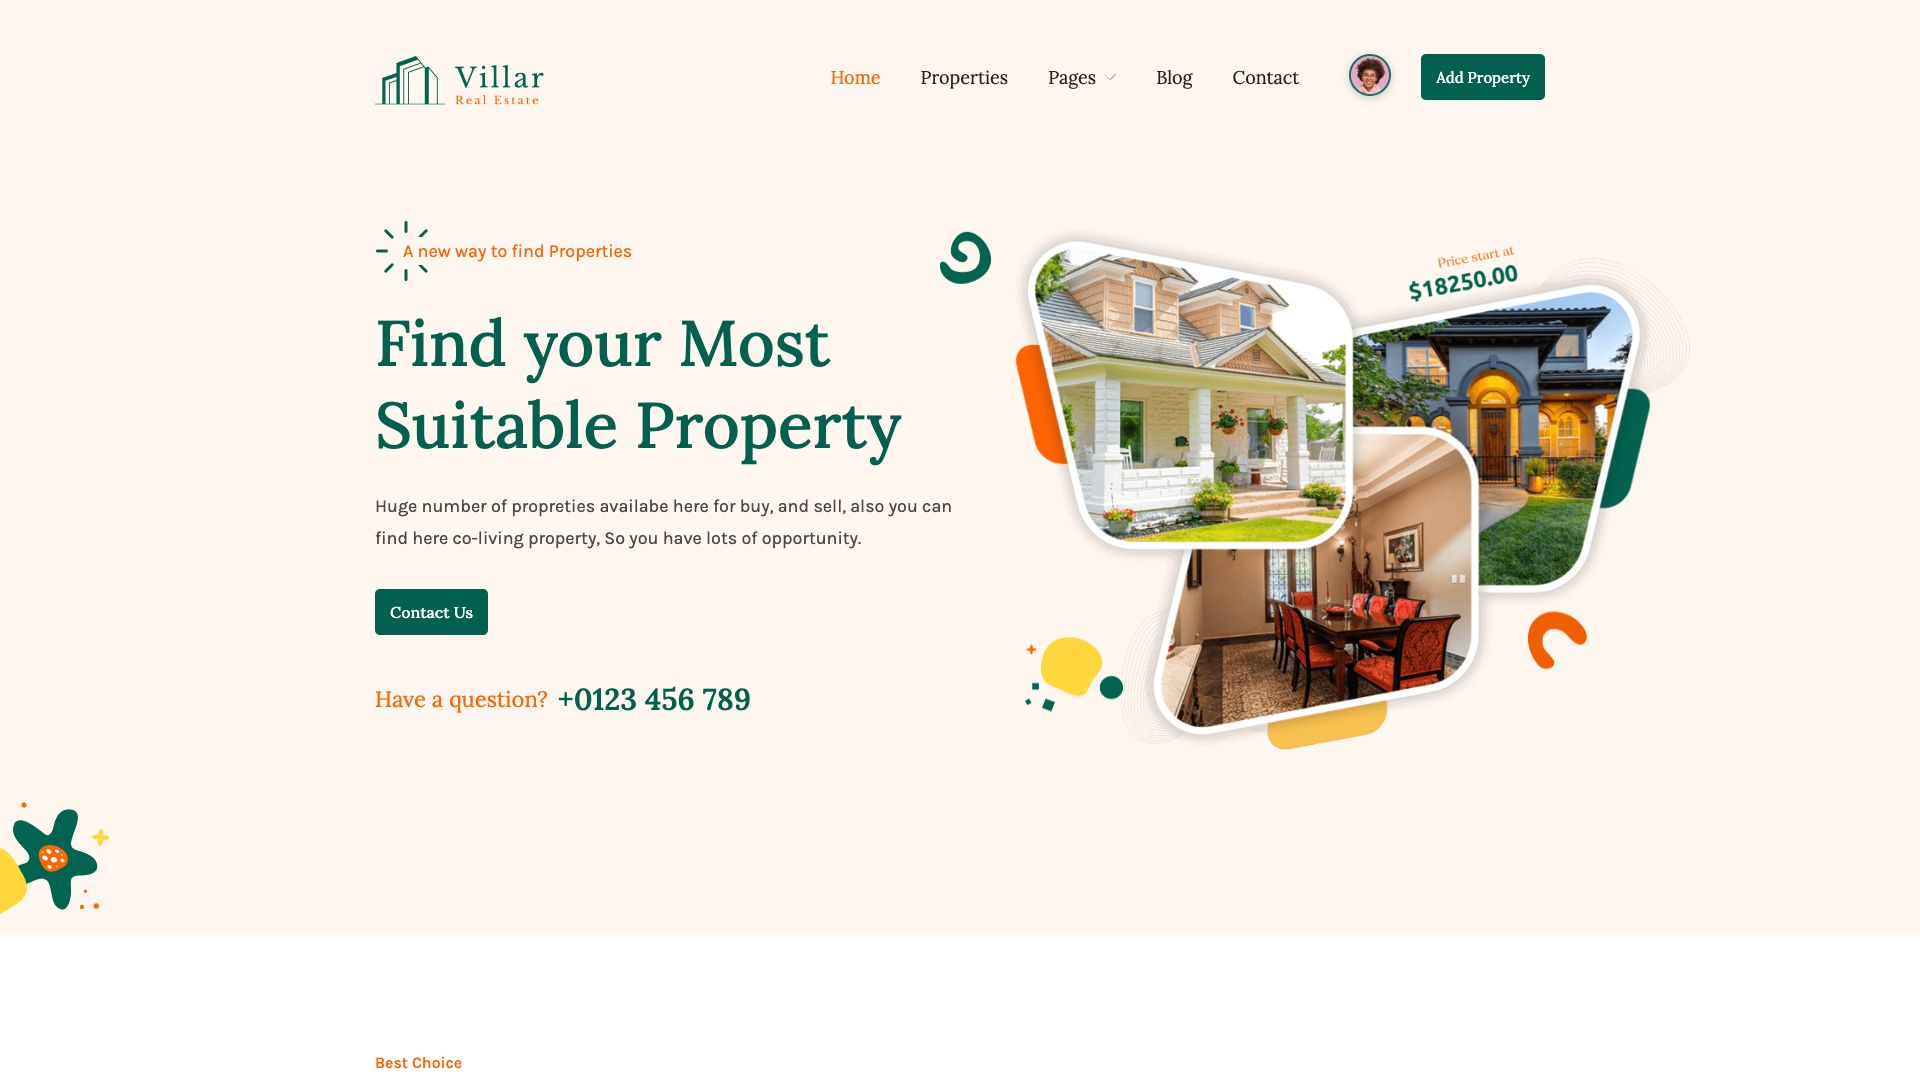 Villar
Real Estate
Home
Properties
Pages
Blog
Contact
Add Property
A new way to find Properties
Find your Most
Suitable Property
Huge number of propreties availabe here for buy, and sell, also you can
find here co-living property, So you have lots of opportunity.
Contact Us
Have a question? +0123 456 789
Price start at
$18250.00
Best Choice